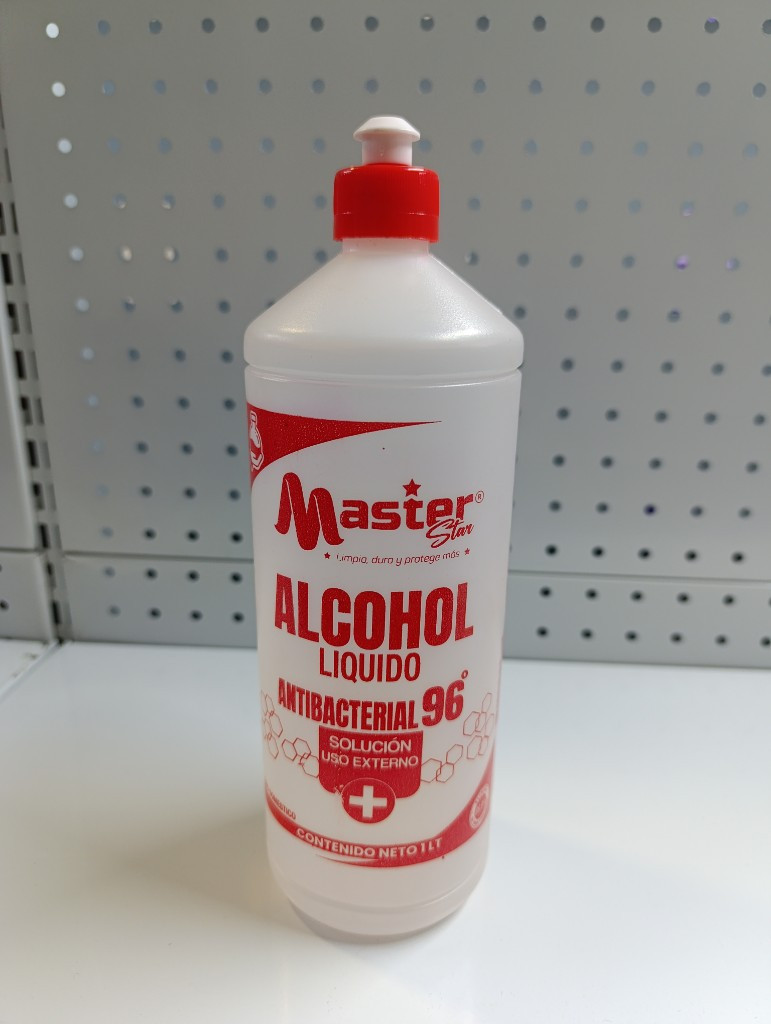 Master®
Star
Limpia, dura y protege más
ALCOHOL
LIQUIDO
ANTIBACTERIAL 96°
SOLUCIÓN
USO EXTERNO
CONTENIDO NETO 1 LT